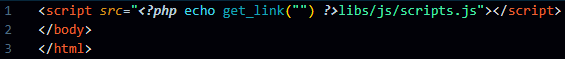 1 <script src="<?php echo get_link("") ?>libs/js/scripts.js"></script>
2 </body>
3 </html>